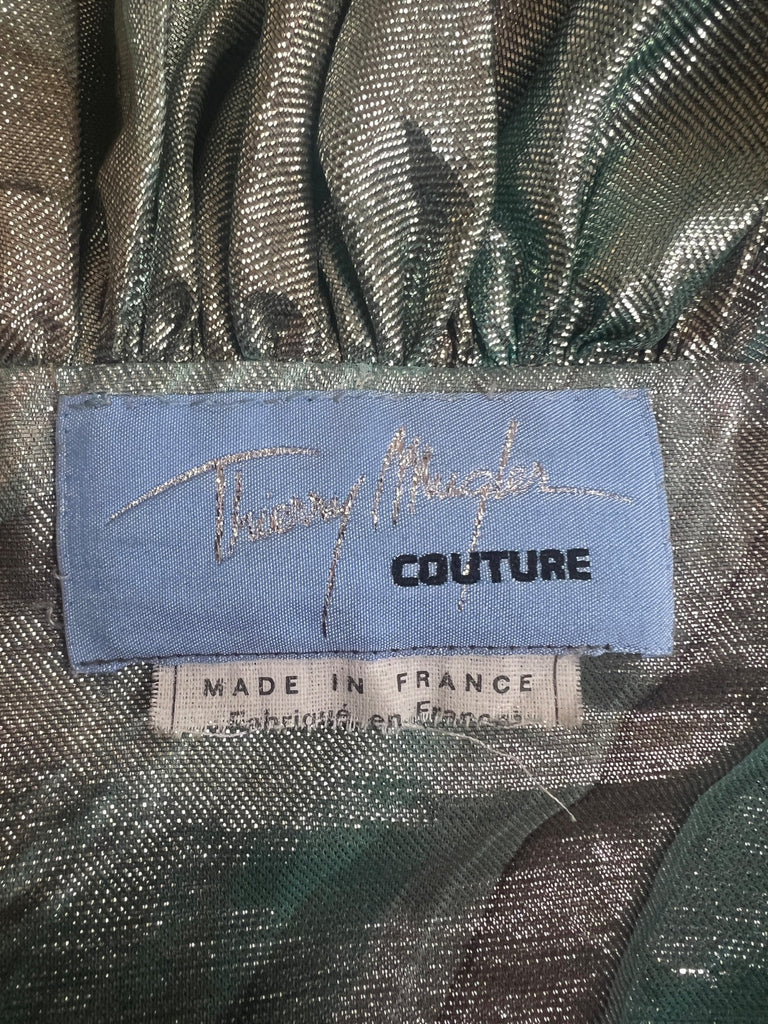 Thierry Mugler
COUTURE
MADE IN FRANCE
Fabriqué en France